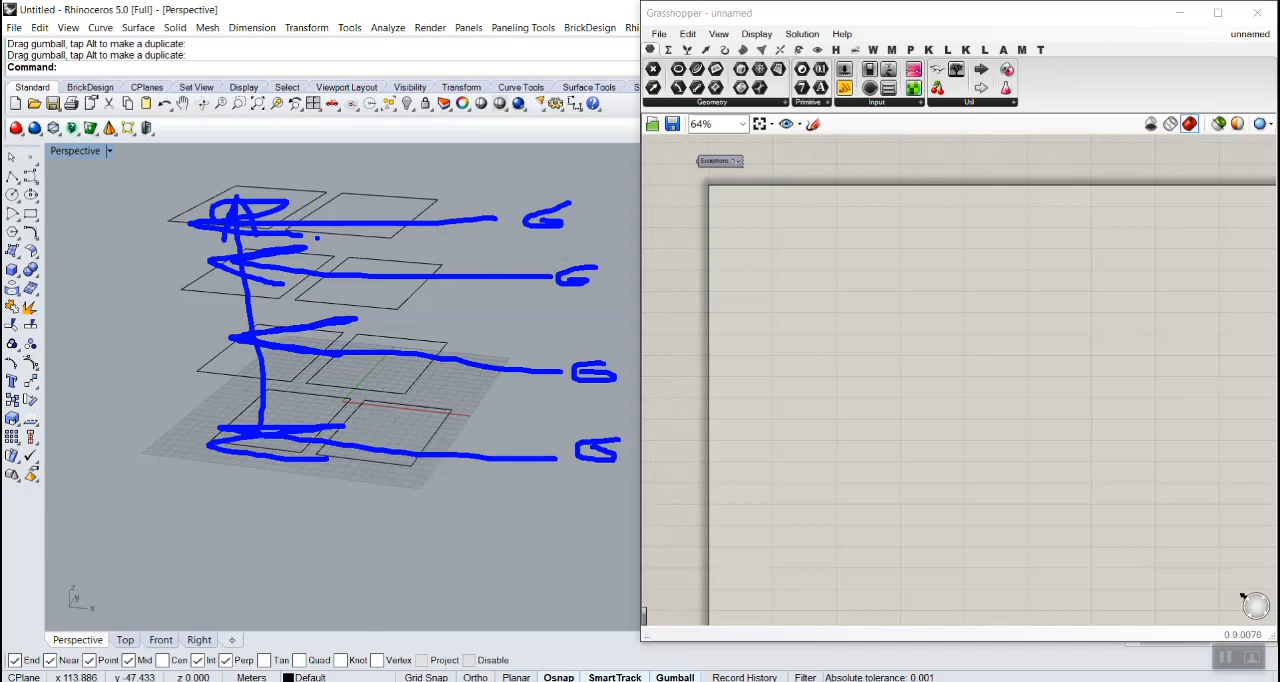 Untitled - Rhinoceros 5.0 [Full] - [Perspective]
File Edit View Curve Surface Solid Mesh Dimension Transform Tools Analyze Render Panels Paneling Tools BrickDesign Rhi
Drag gumball, tap Alt to make a duplicate:
Drag gumball, tap Alt to make a duplicate:
Command:
Standard BrickDesign CPlanes Set View Display Select Viewport Layout Visibility Transform Curve Tools Surface Tools S
Perspective
G
G
G
G
z
y
x
Perspective Top Front Right
End Near Point Mid Cen Int Perp Tan Quad Knot Vertex Project Disable
CPlane x 113.886 y -47.433 z 0.000 Meters Default Grid Snap Ortho Planar Osnap SmartTrack Gumball Record History Filter Absolute tolerance: 0.001
Grasshopper - unnamed
File Edit View Display Solution Help unnamed
H W M P K L K L A M T
Geometry Primitive Input Util
64%
Exceptions
...
0.9.0076